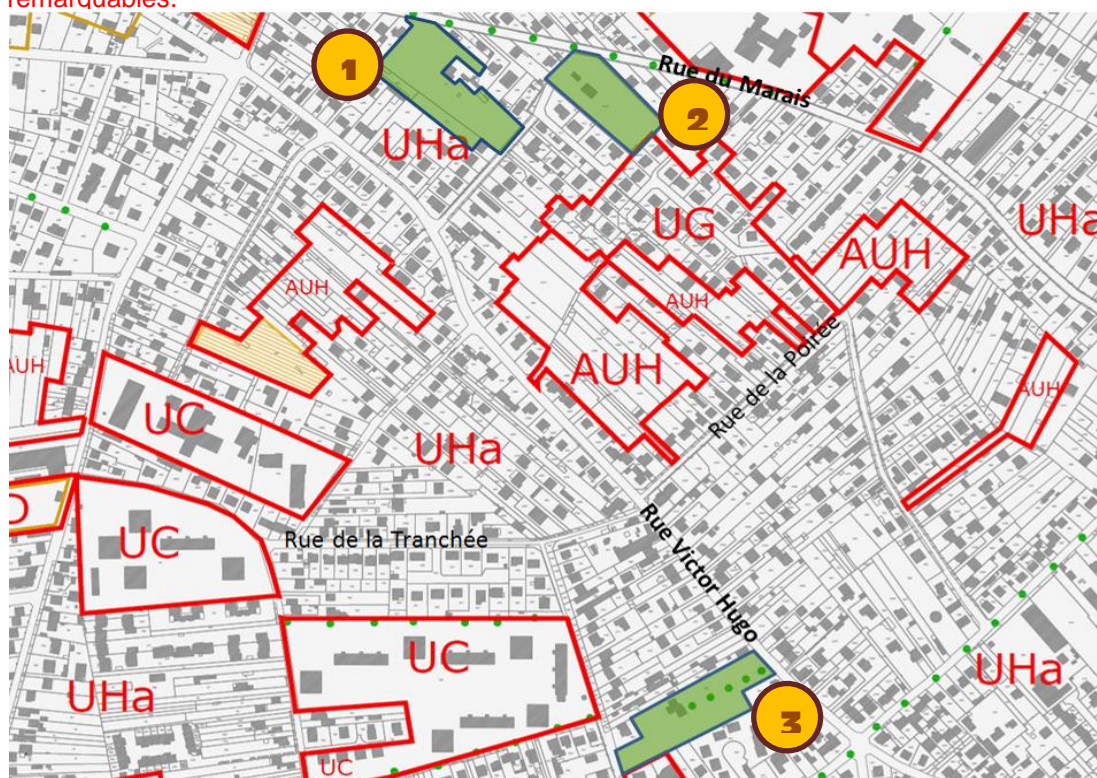 remarquables.
1
Rue du Marais
2
UHa
UG
UHa
AUH
AUH
AUH
AUH
Rue de la Poirée
AUH
AUH
UC
UHa
UC
Rue de la Tranchée
Rue Victor Hugo
UC
UHa
UHa
3
UC